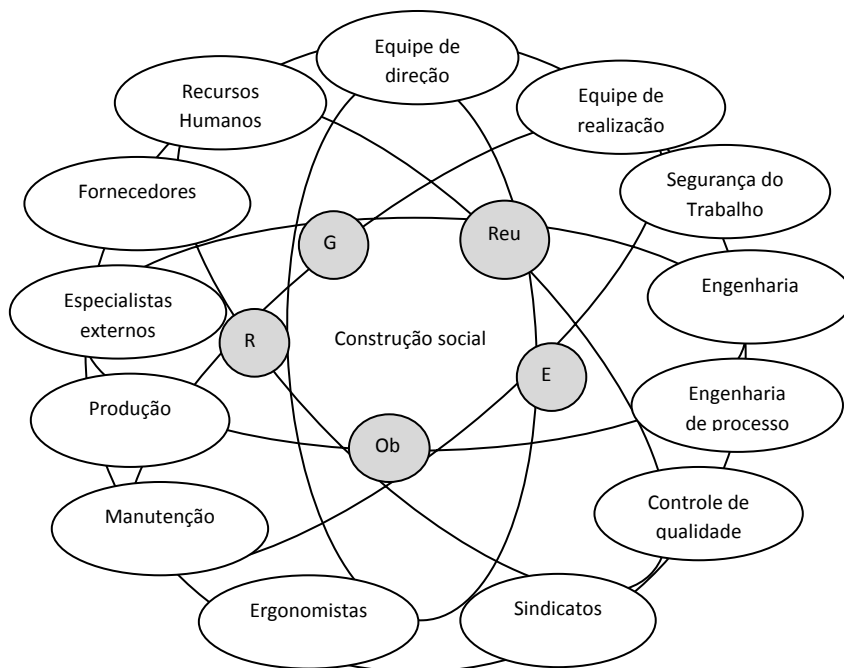 Equipe de
direção
Recursos
Humanos
Equipe de
realização
Fornecedores
Segurança do
Trabalho
G
Reu
Especialistas
externos
Engenharia
R
Construção social
E
Produção
Engenharia
de processo
Ob
Manutenção
Controle de
qualidade
Ergonomistas
Sindicatos